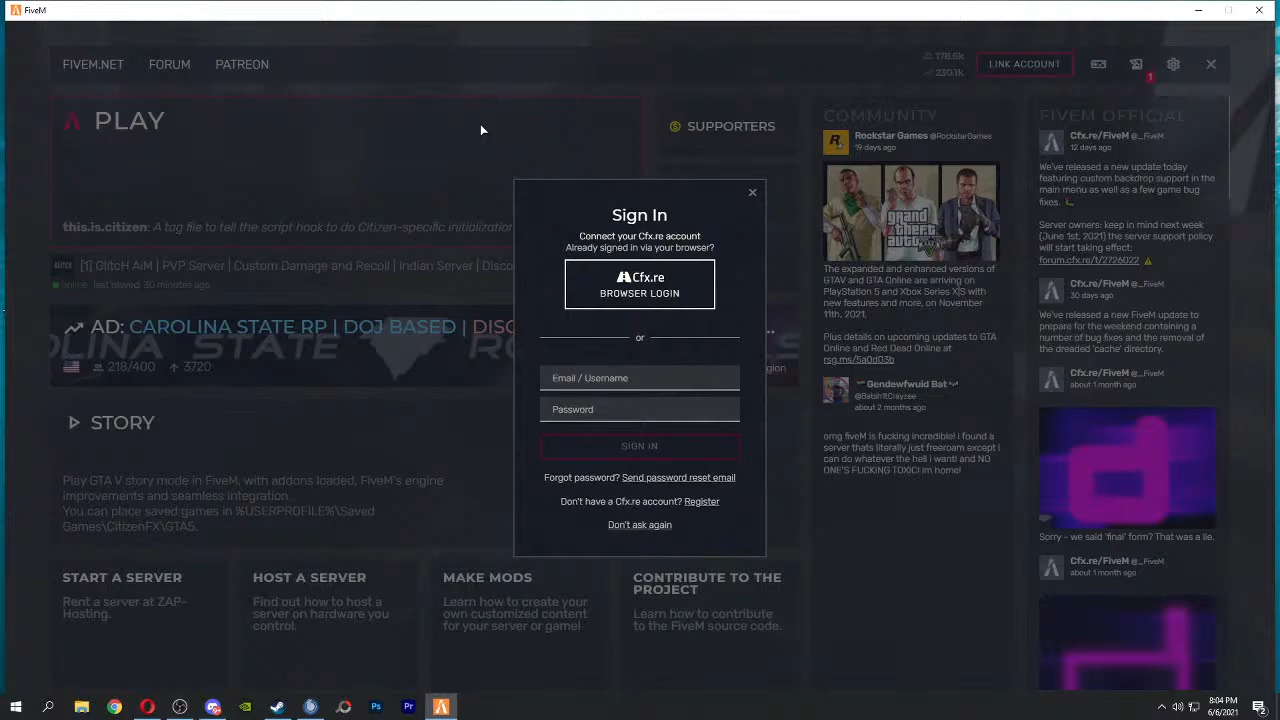 FiveM
FIVEM.NET
FORUM
PATREON
178.5k
230.1k
LINK ACCOUNT
1
PLAY
this.is.citizen: A tag file to tell the script hook to do Citizen-specific initialization
SUPPORTERS
[1] GlitcH AiM | PVP Server | Custom Damage and Recoil | Indian Server | Disco
online last played: 30 minutes ago
AD: CAROLINA STATE RP | DOJ BASED | DISC
218/400
3720
STORY
Play GTA V story mode in FiveM, with addons loaded, FiveM's engine
improvements and seamless integration...
You can place saved games in %USERPROFILE%\Saved
Games\CitizenFX\GTA5.
START A SERVER
Rent a server at ZAP-
Hosting.
HOST A SERVER
Find out how to host a
server on hardware you
control.
MAKE MODS
Learn how to create your
own customized content
for your server or game!
CONTRIBUTE TO THE
PROJECT
Learn how to contribute
to the FiveM source code.
Sign In
Connect your Cfx.re account
Already signed in via your browser?
Cfx.re
BROWSER LOGIN
or
Email / Username
Password
SIGN IN
Forgot password? Send password reset email
Don't have a Cfx.re account? Register
Don't ask again
COMMUNITY
Rockstar Games @RockstarGames
19 days ago
grand
theft
auto
The expanded and enhanced versions of
GTAV and GTA Online are arriving on
PlayStation 5 and Xbox Series X|S with
new features and more, on November
11th, 2021.
Plus details on upcoming updates to GTA
Online and Red Dead Online at
rsg.ms/5a0d03b
Gendewfwuid Bat
@Batsh1tCrayzee
about 2 months ago
omg fiveM is fucking incredible! i found a
server thats literally just freeroam except i
can do whatever the hell i want! and NO
ONE'S FUCKING TOXIC! im home!
FIVEM OFFICIAL
Cfx.re/FiveM @_FiveM
12 days ago
We've released a new update today
featuring custom backdrop support in the
main menu as well as a few game bug
fixes.
Server owners: keep in mind next week
(June 1st, 2021) the server support policy
will start taking effect:
forum.cfx.re/t/2726022
Cfx.re/FiveM @_FiveM
30 days ago
We've released a new FiveM update to
prepare for the weekend containing a
number of bug fixes and the removal of
the dreaded 'cache' directory.
Cfx.re/FiveM @_FiveM
about 1 month ago
Sorry - we said 'final' form? That was a lie.
Cfx.re/FiveM @_FiveM
about 1 month ago
Ps
Pr
8:04 PM
6/6/2021
2